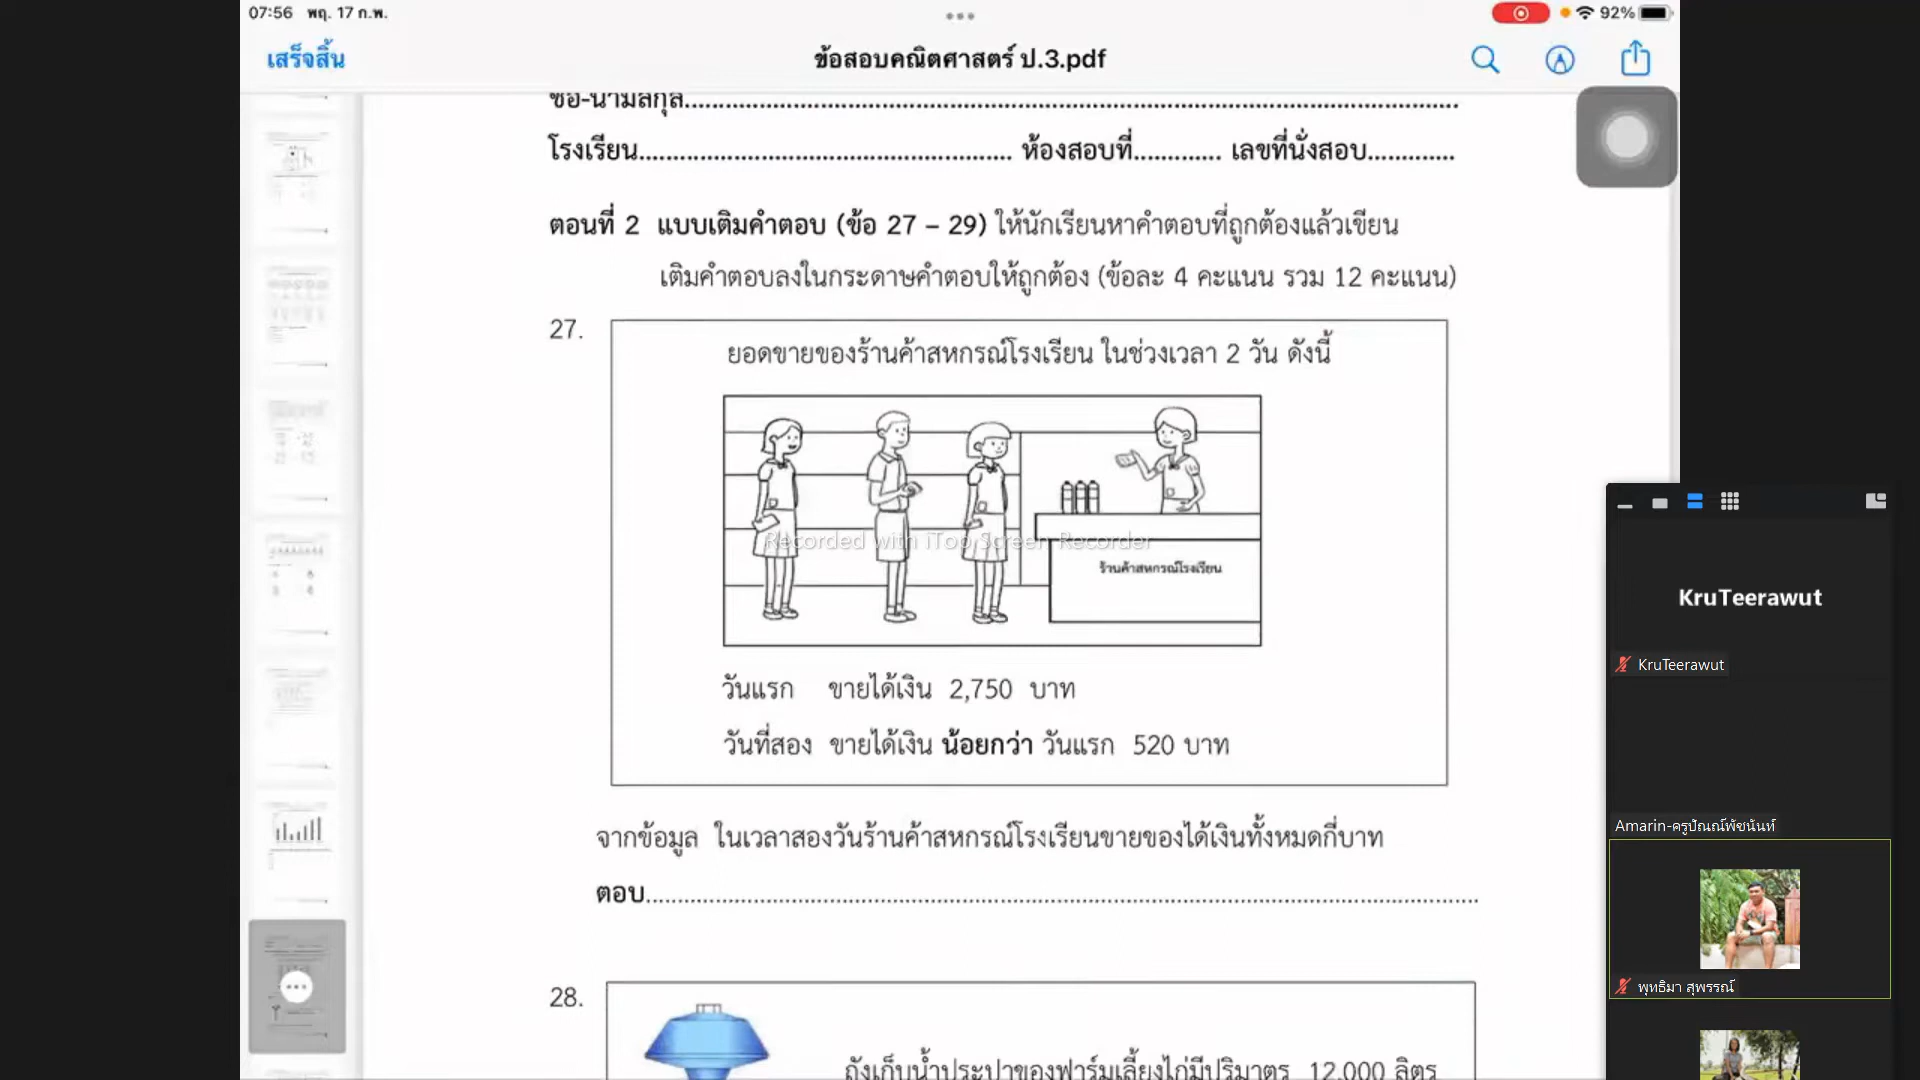 07:56 พฤ. 17 ก.พ.
92%
เสร็จสิ้น
ข้อสอบคณิตศาสตร์ ป.3.pdf
ชื่อ-นามสกุล
โรงเรียน ห้องสอบที่ เลขที่นั่งสอบ
ตอนที่ 2 แบบเติมคำตอบ (ข้อ 27 – 29) ให้นักเรียนหาคำตอบที่ถูกต้องแล้วเขียน
เติมคำตอบลงในกระดาษคำตอบให้ถูกต้อง (ข้อละ 4 คะแนน รวม 12 คะแนน)
27.
ยอดขายของร้านค้าสหกรณ์โรงเรียน ในช่วงเวลา 2 วัน ดังนี้
Recorded with iTop Screen Recorder
ร้านค้าสหกรณ์โรงเรียน
วันแรก ขายได้เงิน 2,750 บาท
วันที่สอง ขายได้เงิน น้อยกว่า วันแรก 520 บาท
จากข้อมูล ในเวลาสองวันร้านค้าสหกรณ์โรงเรียนขายของได้เงินทั้งหมดกี่บาท
ตอบ
28.
ถังเก็บน้ำประปาของฟาร์มเลี้ยงไก่มีปริมาตร 12,000 ลิตร
KruTeerawut
KruTeerawut
Amarin-ครูปัณณ์พัชนันท์
พุทธิมา สุพรรณ์